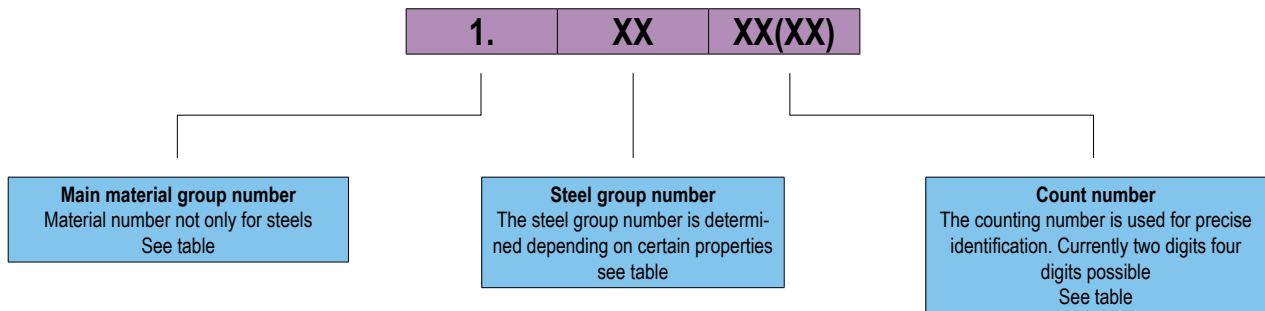 1. XX XX(XX)
Main material group number
Material number not only for steels
See table
Steel group number
The steel group number is determi-
ned depending on certain properties
see table
Count number
The counting number is used for precise
identification. Currently two digits four
digits possible
See table